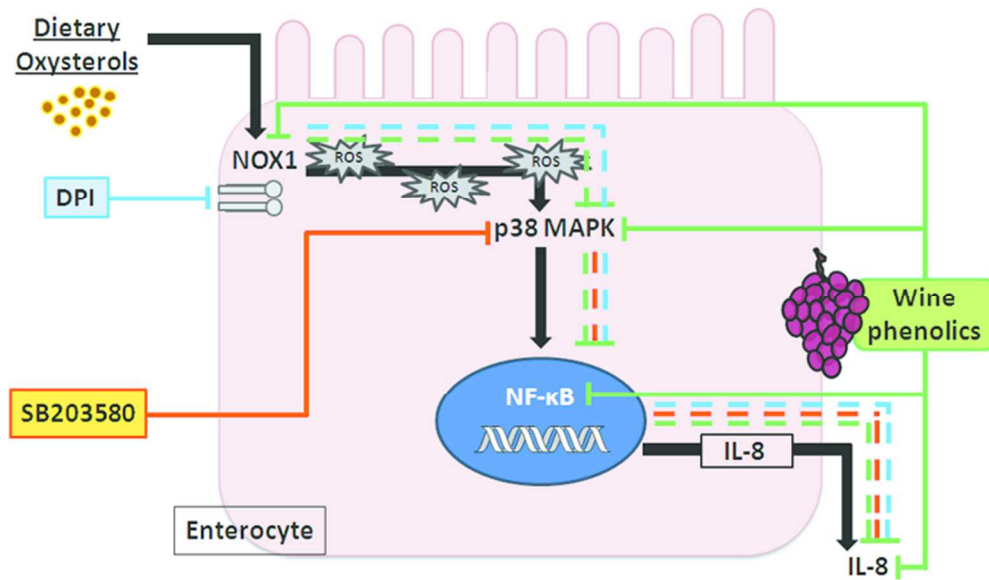 Dietary
Oxysterols
NOX1
ROS
ROS
ROS
DPI
p38 MAPK
Wine
phenolics
SB203580
NF-κB
IL-8
Enterocyte
IL-8